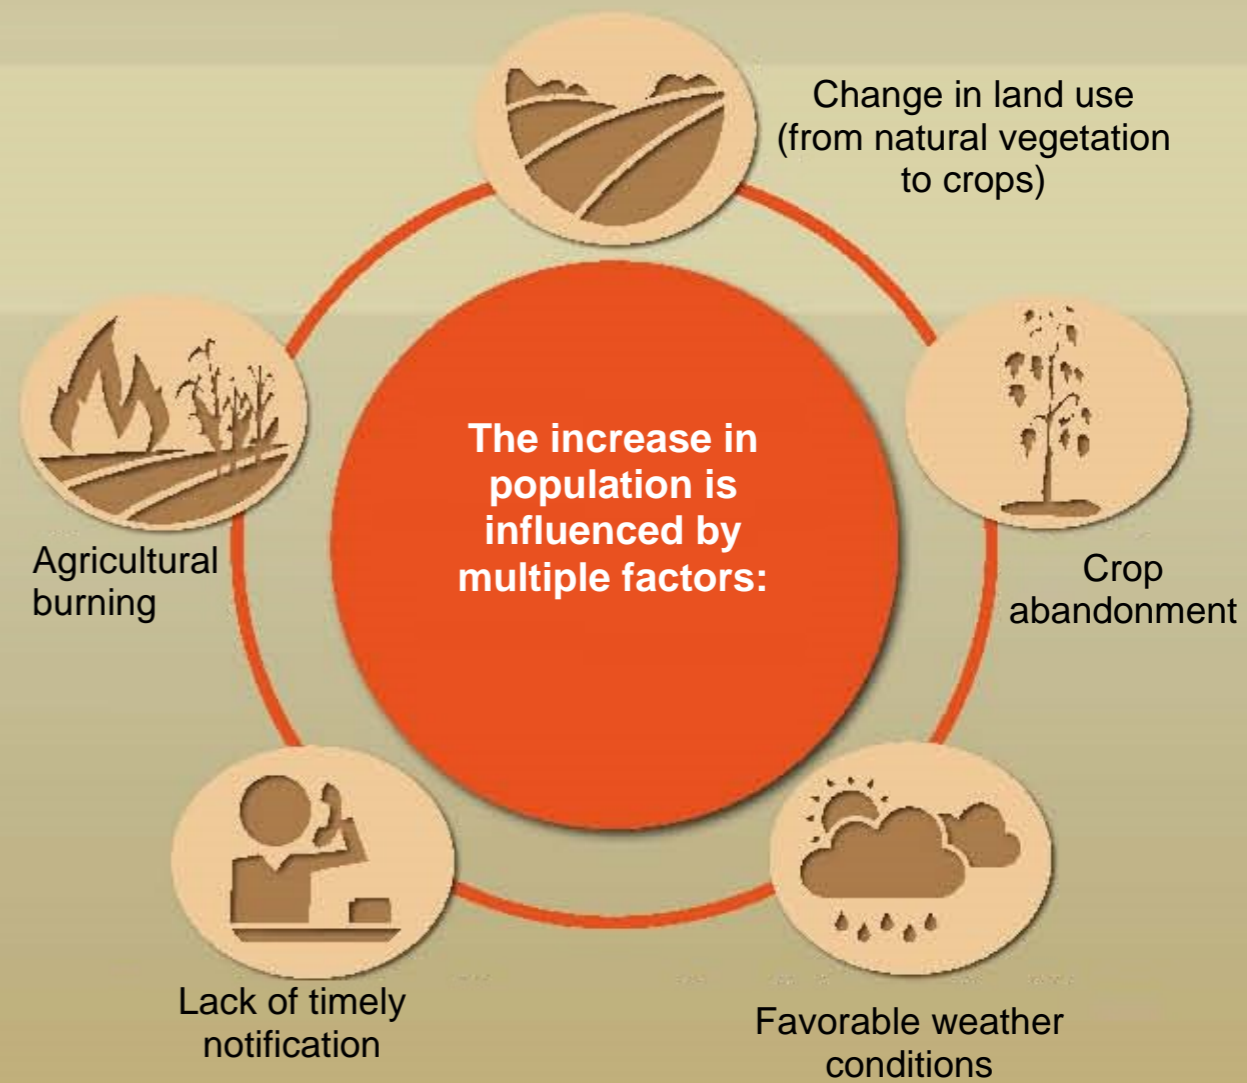 Change in land use
(from natural vegetation
to crops)
The increase in
population is
influenced by
multiple factors:
Agricultural
burning
Crop
abandonment
Lack of timely
notification
Favorable weather
conditions